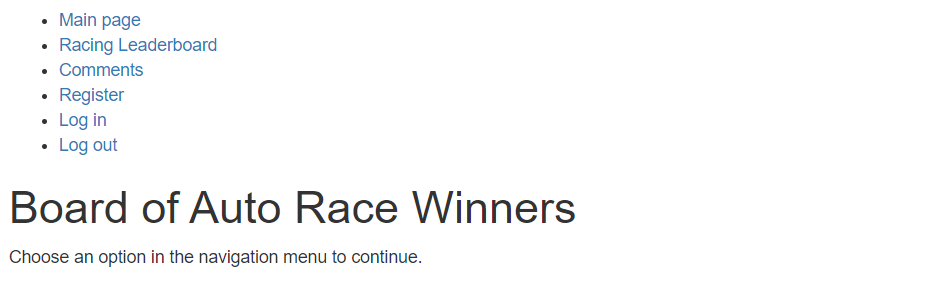 Main page
Racing Leaderboard
Comments
Register
Log in
Log out
Board of Auto Race Winners
Choose an option in the navigation menu to continue.